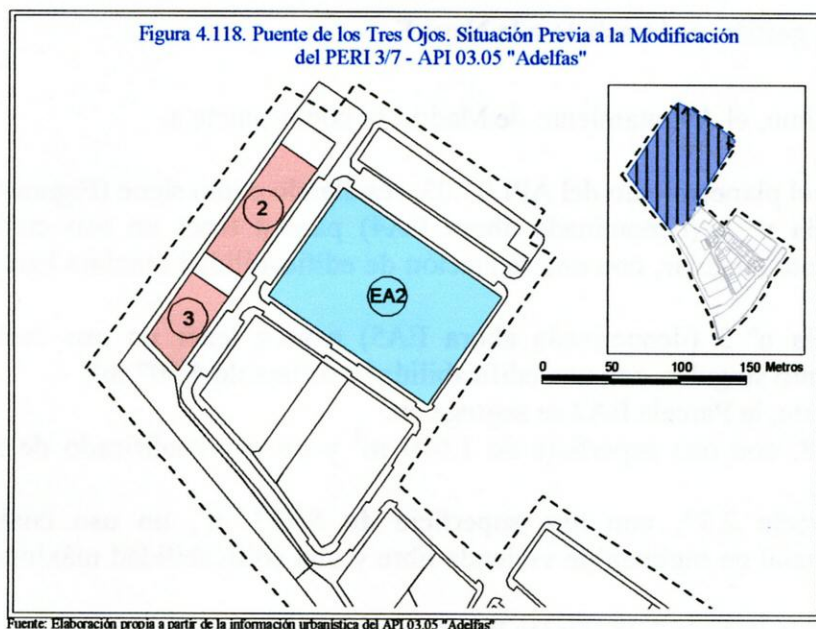 Figura 4.118. Puente de los Tres Ojos. Situación Previa a la Modificación
del PERI 3/7 - API 03.05 "Adelfas"
2
3
EA2
0 50 100 150 Metros
Fuente: Elaboración propia a partir de la información urbanística del API 03.05 "Adelfas"